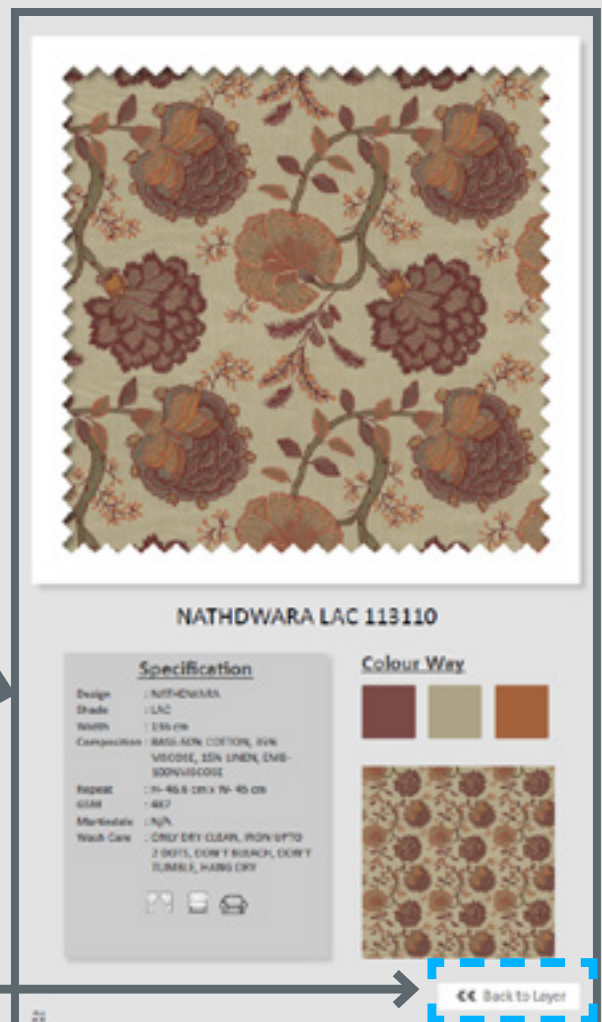 NATHDWARA LAC 113110
Specification
Design : NATHDWARA
Shade : LAC
Width : 136 cm
Composition : BASE-50% COTTON, 35%
VISCOSE, 15% LINEN, EMB-
100%VISCOSE
Repeat : H- 46.6 cm x W- 45 cm
GSM : 487
Martindale : N/A
Wash Care : ONLY DRY CLEAN, IRON UPTO
2 DOTS, DON'T BLEACH, DON'T
TUMBLE, HANG DRY
Colour Way
Back to Layer